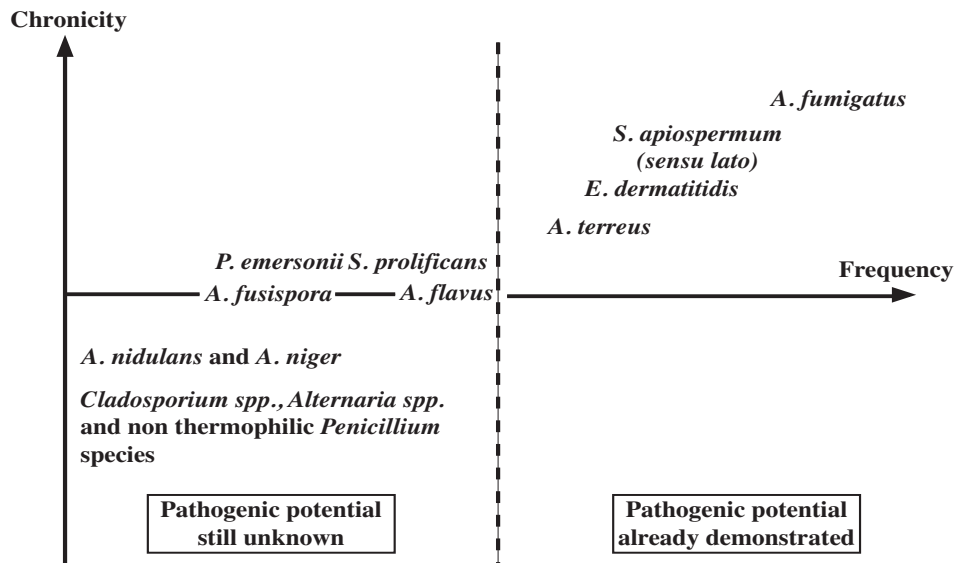 Chronicity
A. fumigatus
S. apiospermum
(sensu lato)
E. dermatitidis
A. terreus
P. emersonii S. prolificans
Frequency
A. fusispora
A. flavus
A. nidulans and A. niger
Cladosporium spp., Alternaria spp.
and non thermophilic Penicillium
species
Pathogenic potential
still unknown
Pathogenic potential
already demonstrated